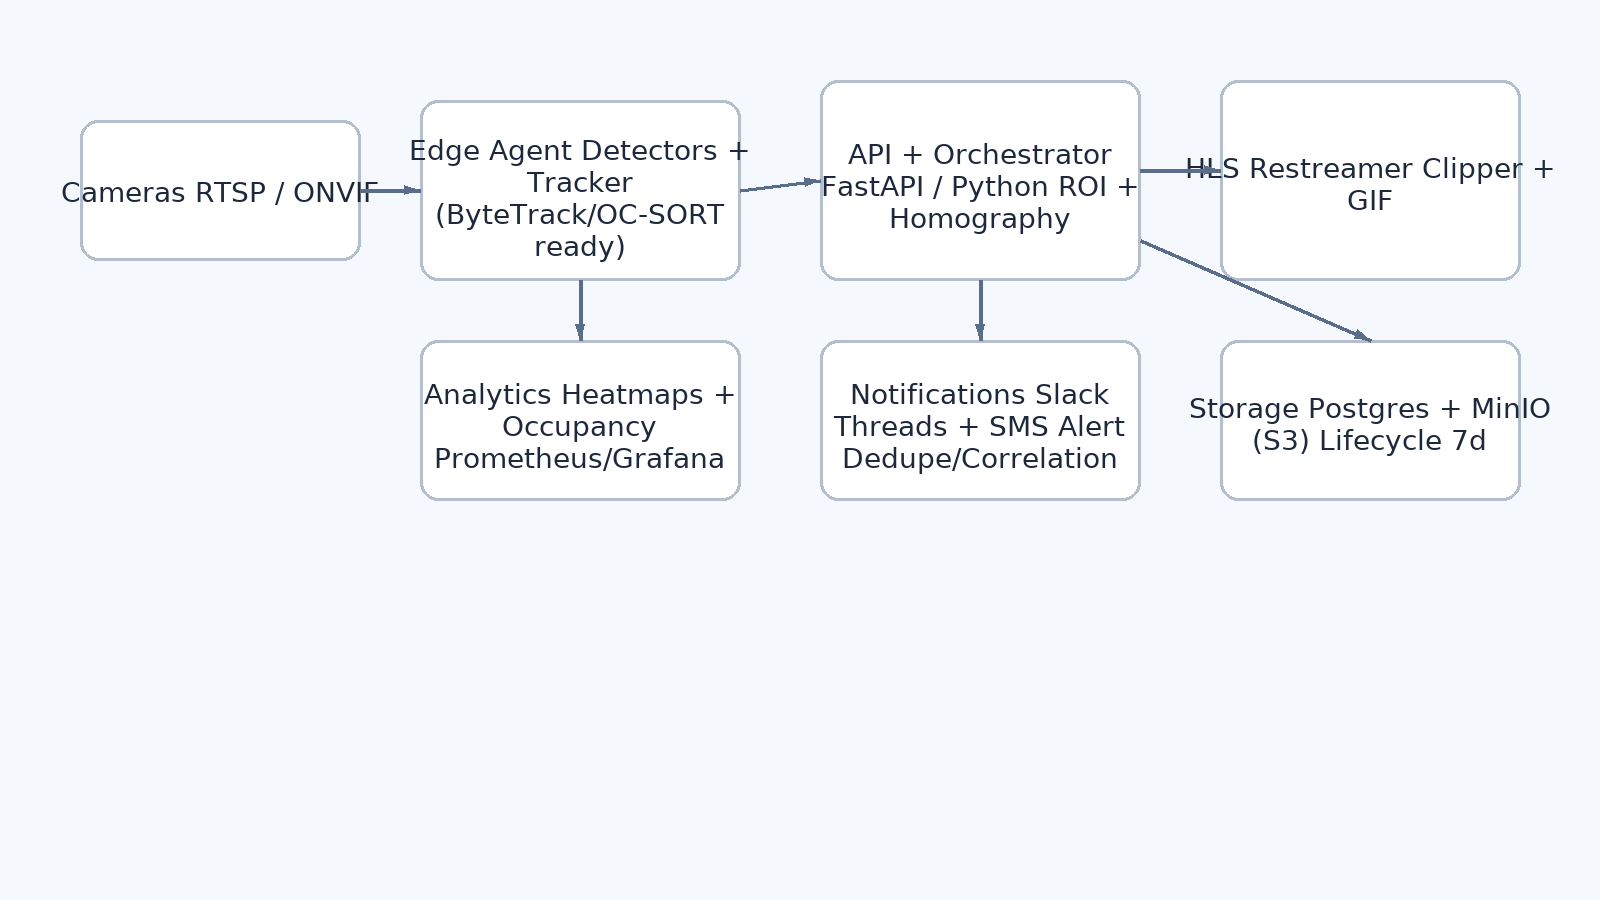 Cameras RTSP / ONVIF
Edge Agent Detectors +
Tracker
(ByteTrack/OC-SORT
ready)
API + Orchestrator
FastAPI / Python ROI +
Homography
HLS Restreamer Clipper +
GIF
Analytics Heatmaps +
Occupancy
Prometheus/Grafana
Notifications Slack
Threads + SMS Alert
Dedupe/Correlation
Storage Postgres + MinIO
(S3) Lifecycle 7d